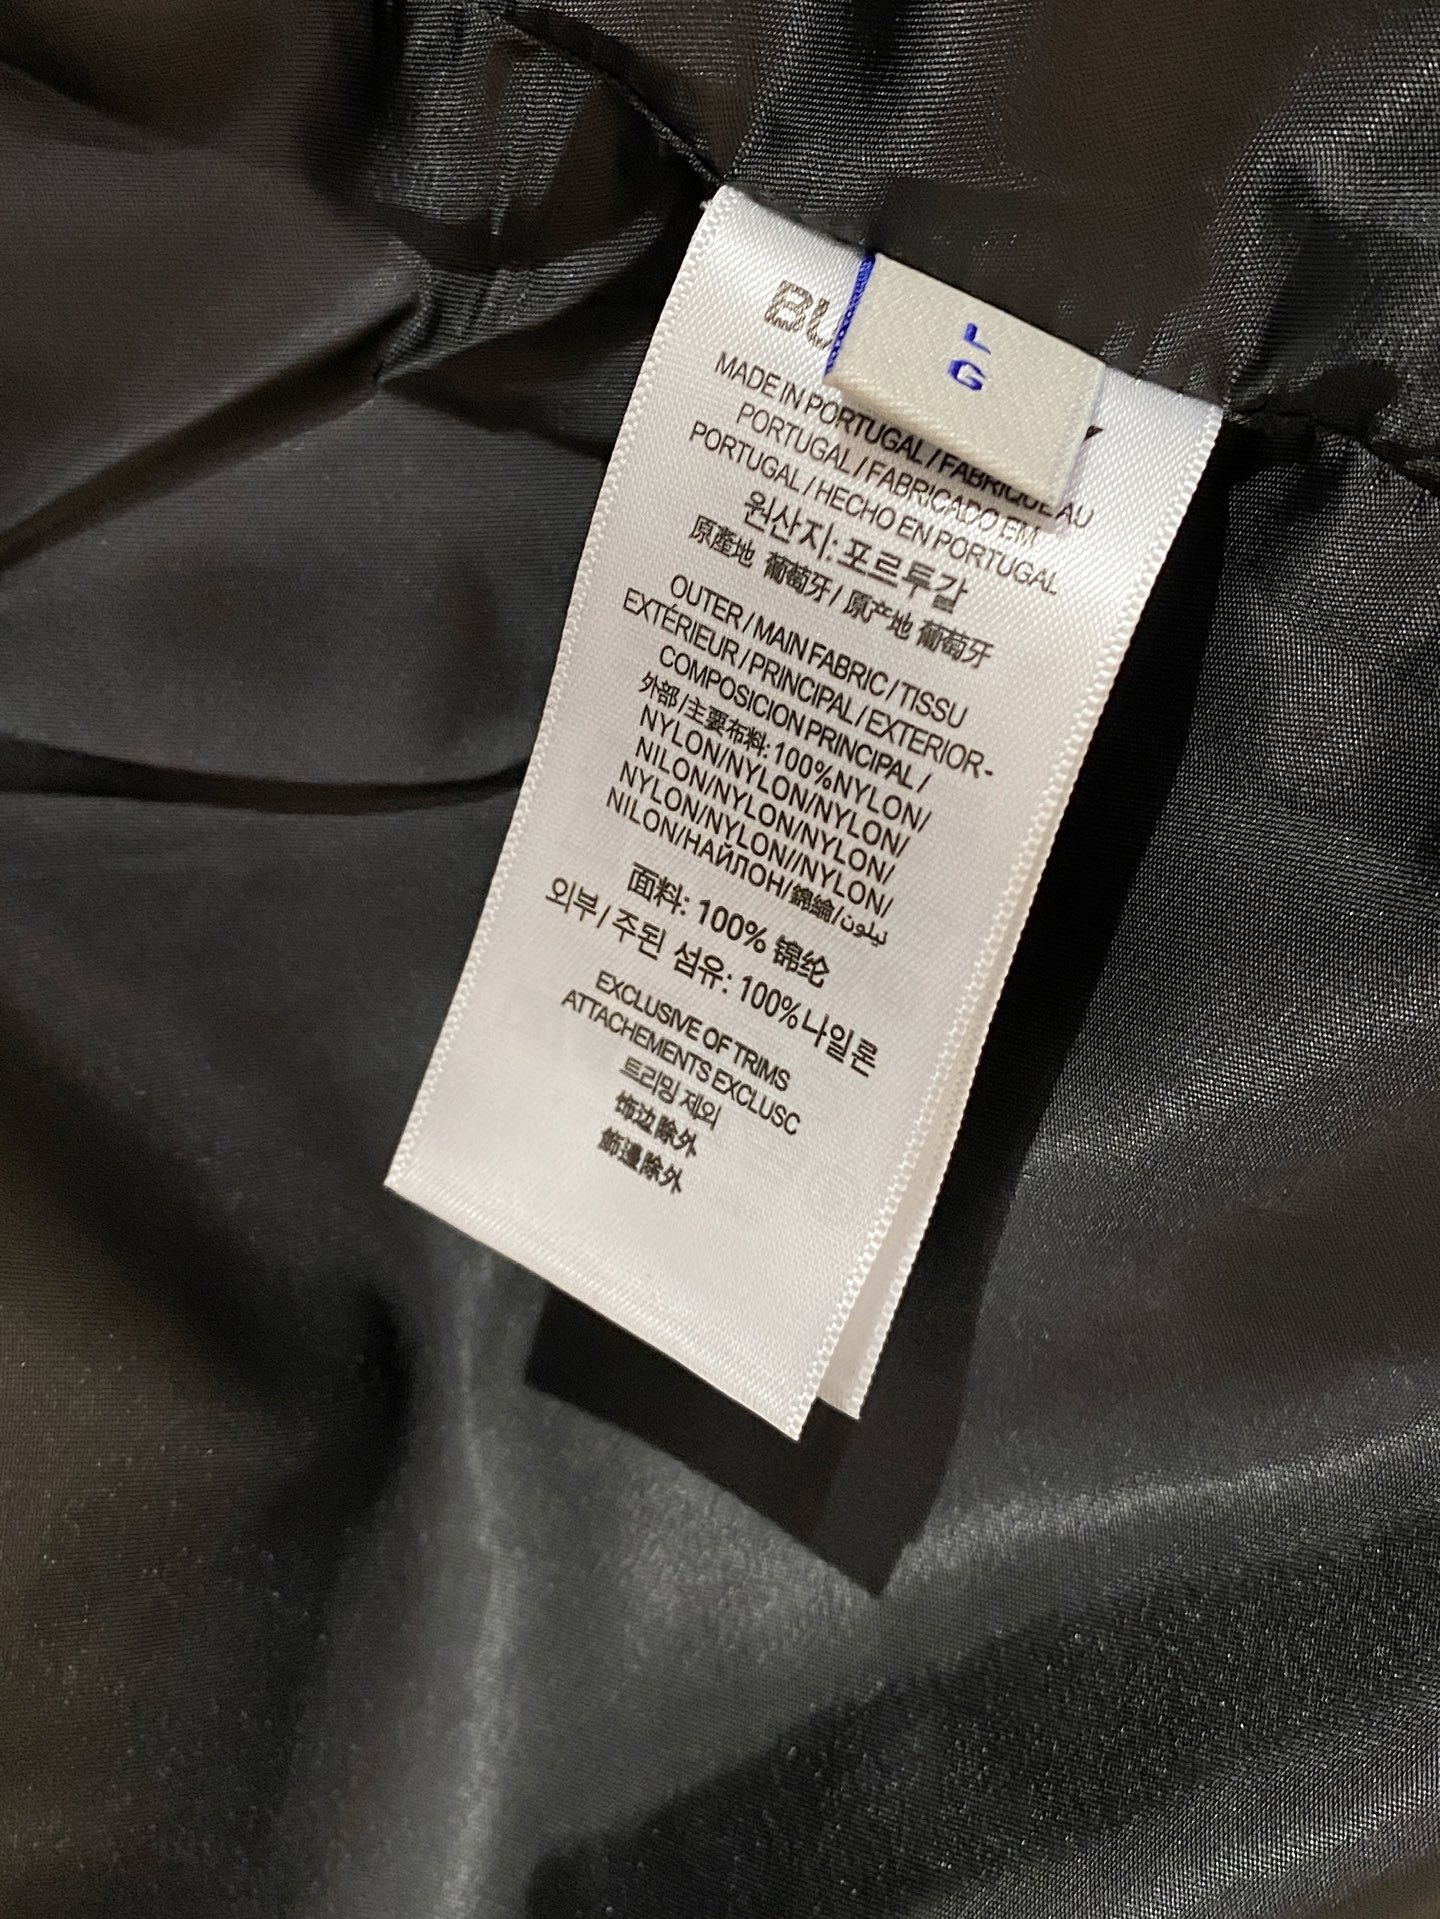 L
G
MADE IN PORTUGAL / FABRIQUE AU
PORTUGAL / FABRICADO EM
PORTUGAL / HECHO EN PORTUGAL
원산지: 포르투갈
原產地 葡萄牙 / 原产地 葡萄牙
OUTER / MAIN FABRIC / TISSU
EXTÉRIEUR / PRINCIPAL / EXTERIOR-
COMPOSICION PRINCIPAL /
外部 / 主要布料: 100%NYLON/
NYLON/NYLON/NYLON/
NILON/NYLON/NYLON/
NYLON/NYLON//NYLON/
NILON/НАЙЛОН/錦綸/نيلون
面料: 100% 锦纶
외부 / 주된 섬유: 100%나일론
EXCLUSIVE OF TRIMS
ATTACHEMENTS EXCLUSC
트리밍 제외
饰边除外
飾邊除外